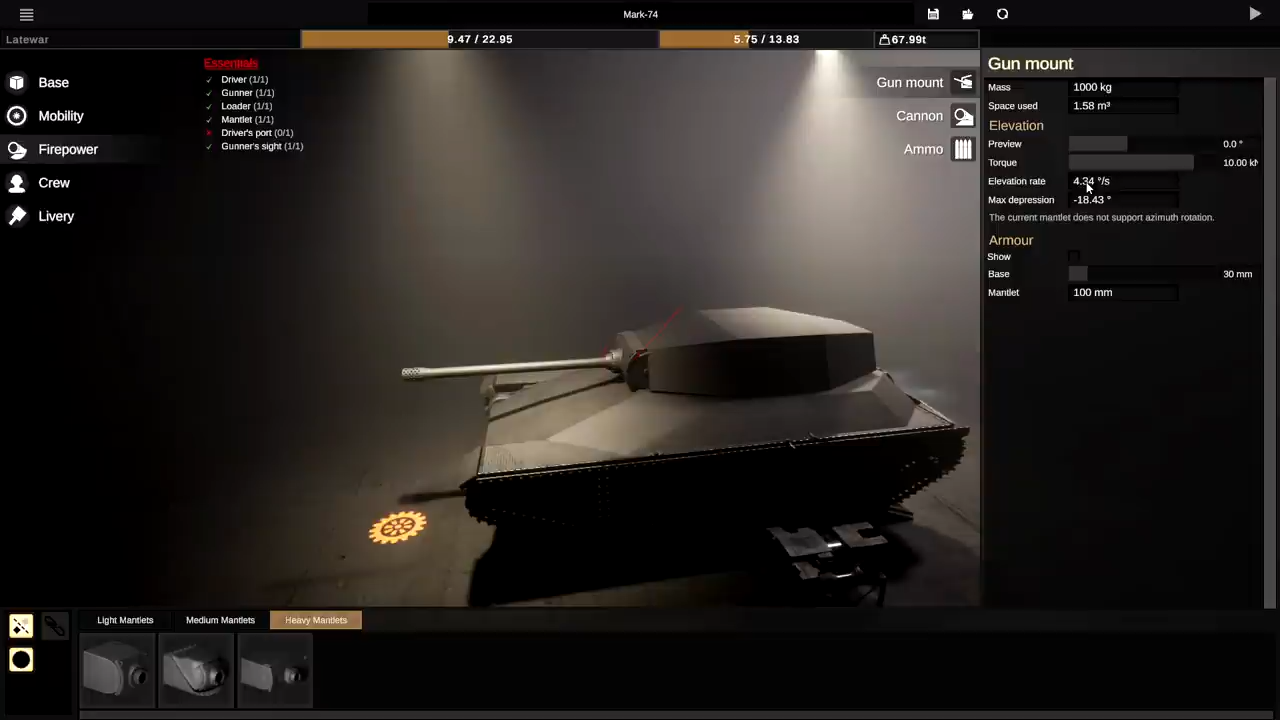 Mark-74
Latewar
9.47 / 22.95
5.75 / 13.83
67.99t
Essentials
Driver (1/1)
Gunner (1/1)
Loader (1/1)
Mantlet (1/1)
Driver's port (0/1)
Gunner's sight (1/1)
Base
Mobility
Firepower
Crew
Livery
Gun mount
Cannon
Ammo
Gun mount
Mass 1000 kg
Space used 1.58 m³
Elevation
Preview 0.0 °
Torque 10.00 kN
Elevation rate 4.34 °/s
Max depression -18.43 °
The current mantlet does not support azimuth rotation.
Armour
Show
Base 30 mm
Mantlet 100 mm
Light Mantlets
Medium Mantlets
Heavy Mantlets